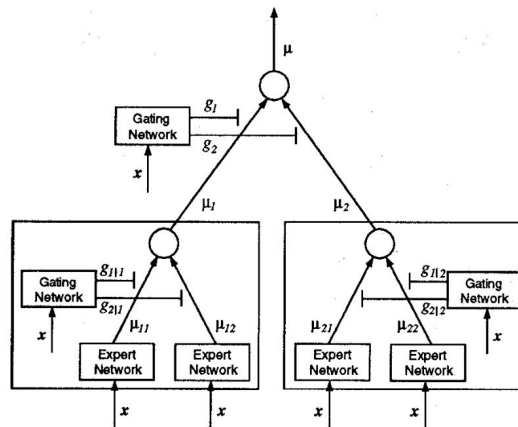 μ
g1
Gating
Network
g2
x
μ1
μ2
g1|1
Gating
Network
g2|1
x
μ11
μ12
Expert
Network
Expert
Network
x
x
g1|2
Gating
Network
g2|2
x
μ21
μ22
Expert
Network
Expert
Network
x
x